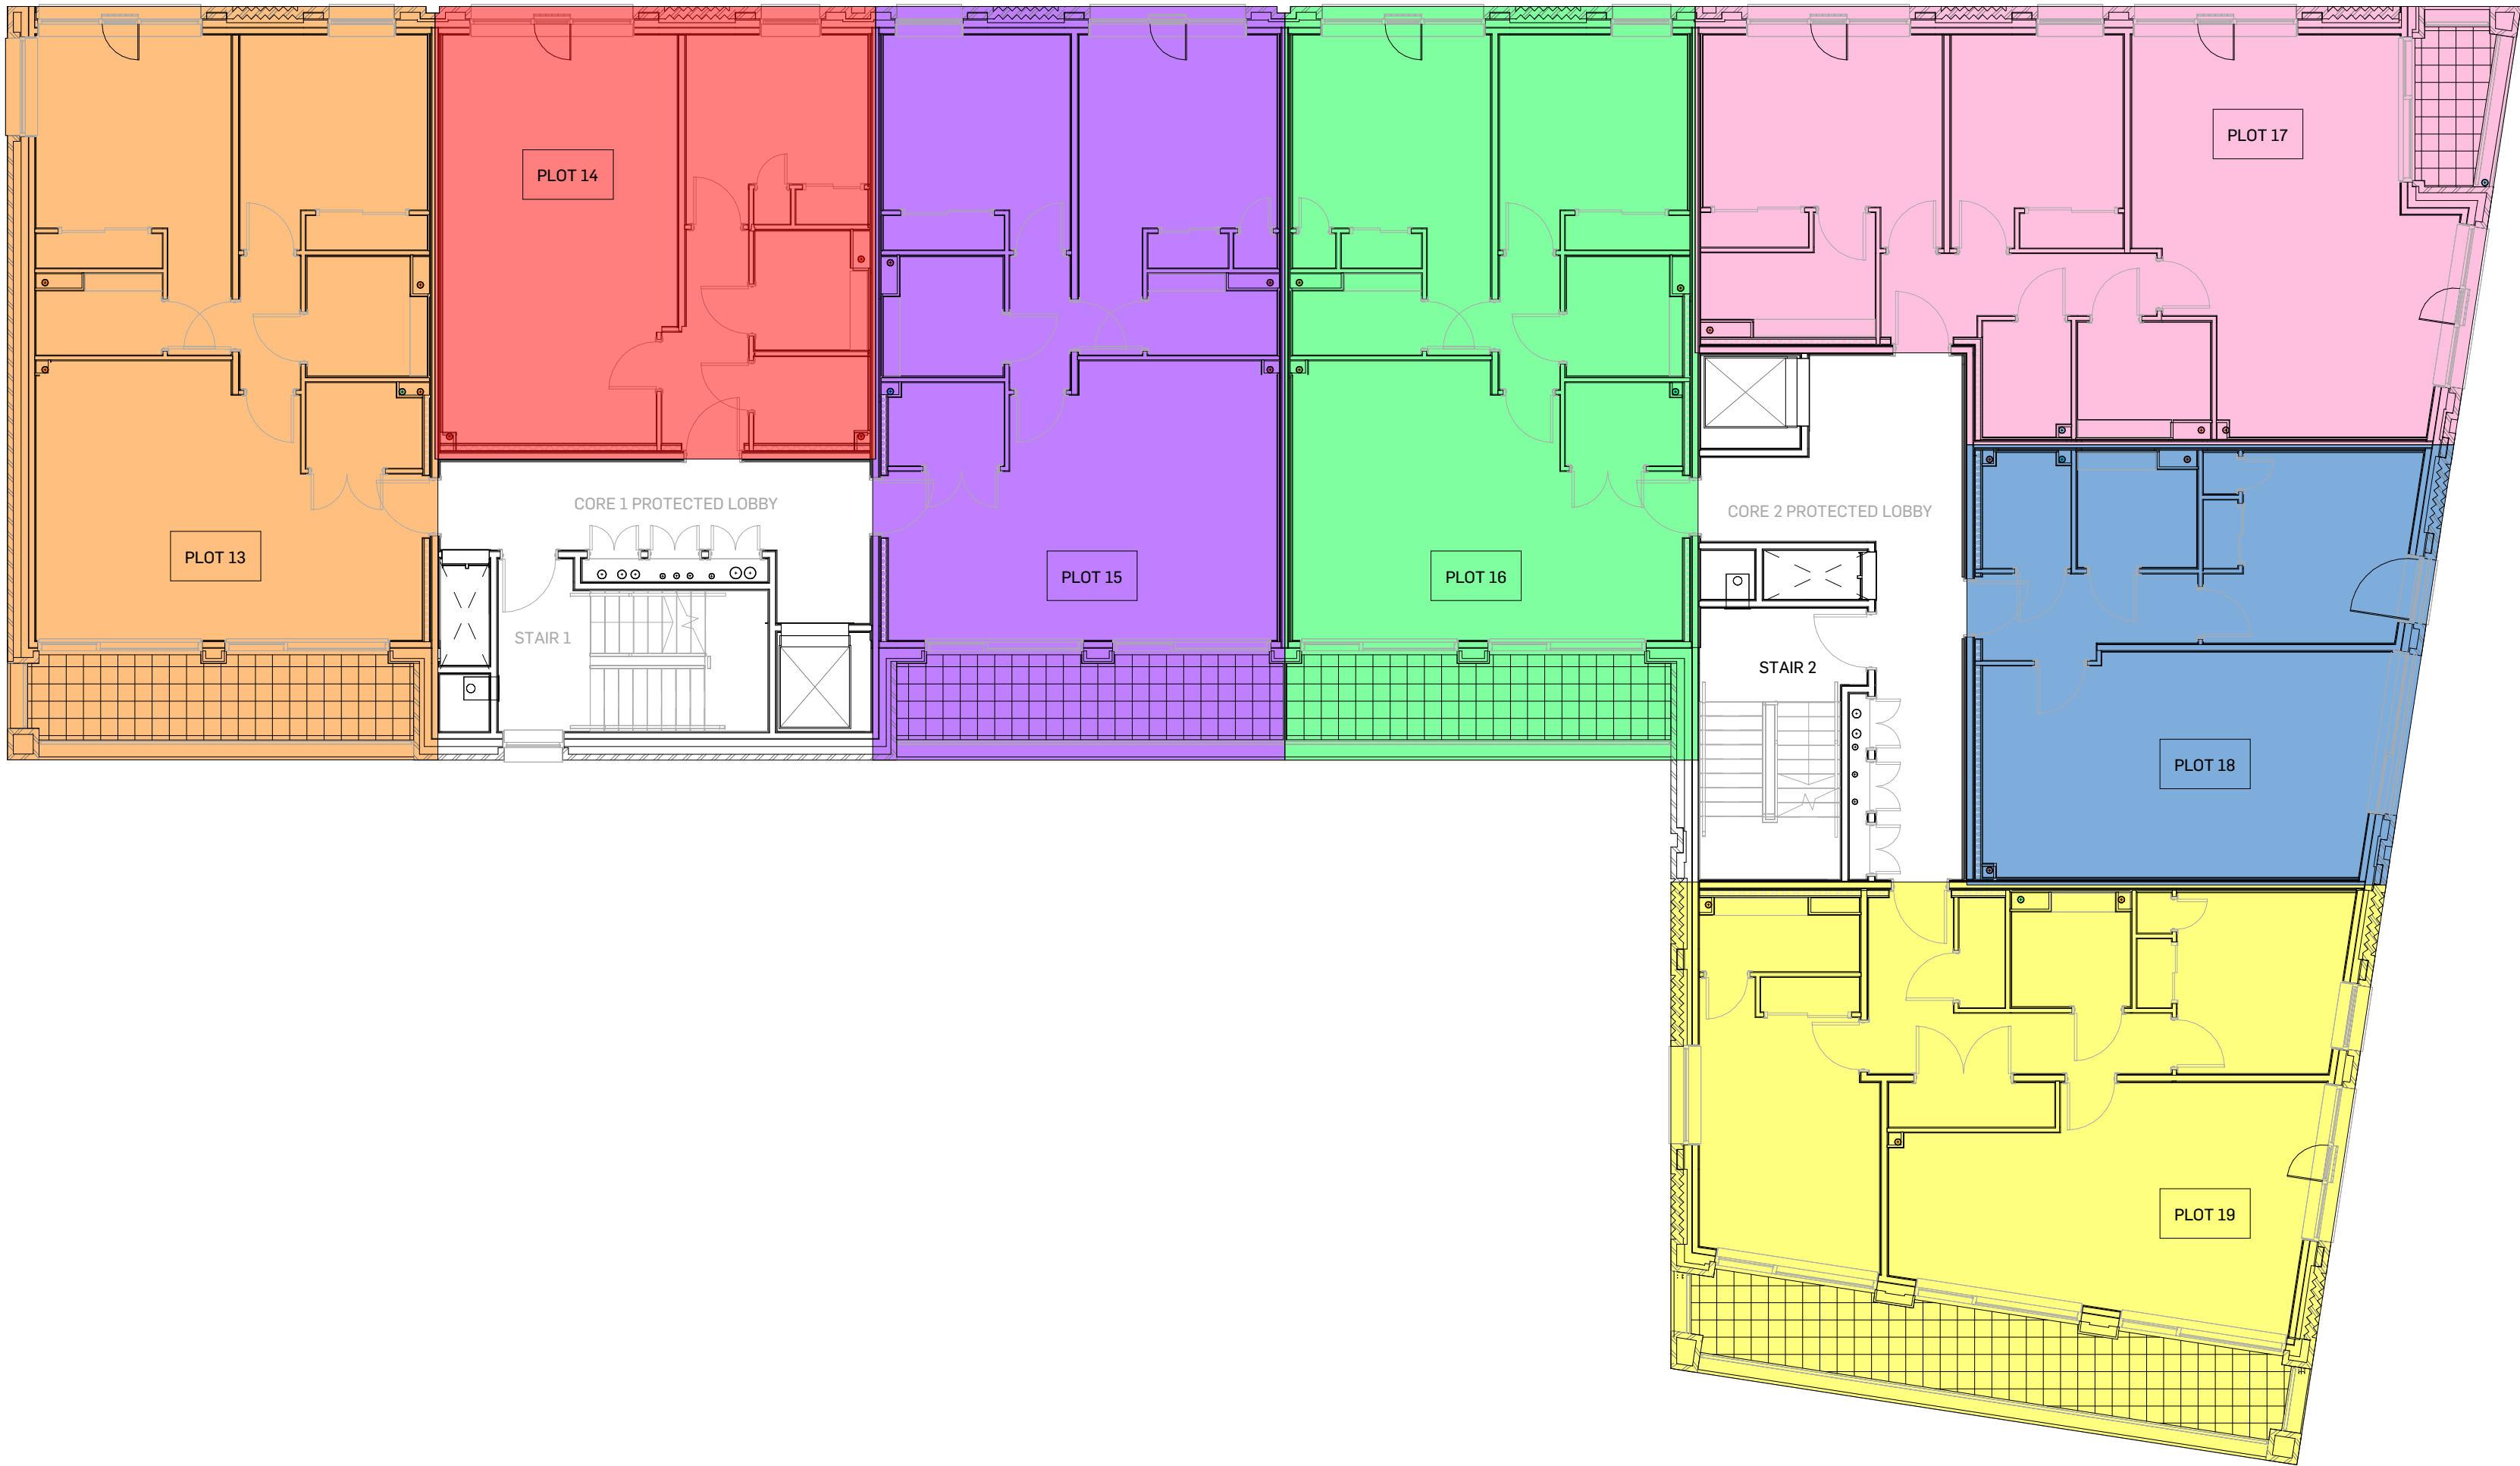 PLOT 17
PLOT 14
CORE 1 PROTECTED LOBBY
CORE 2 PROTECTED LOBBY
PLOT 13
PLOT 15
PLOT 16
STAIR 1
STAIR 2
PLOT 18
PLOT 19